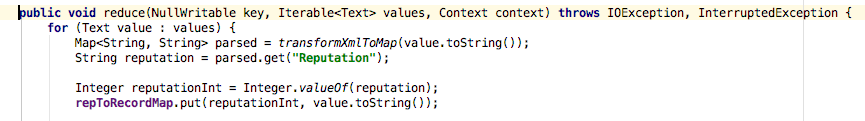 public void reduce(NullWritable key, Iterable<Text> values, Context context) throws IOException, InterruptedException {
    for (Text value : values) {
        Map<String, String> parsed = transformXmlToMap(value.toString());
        String reputation = parsed.get("Reputation");

        Integer reputationInt = Integer.valueOf(reputation);
        repToRecordMap.put(reputationInt, value.toString());